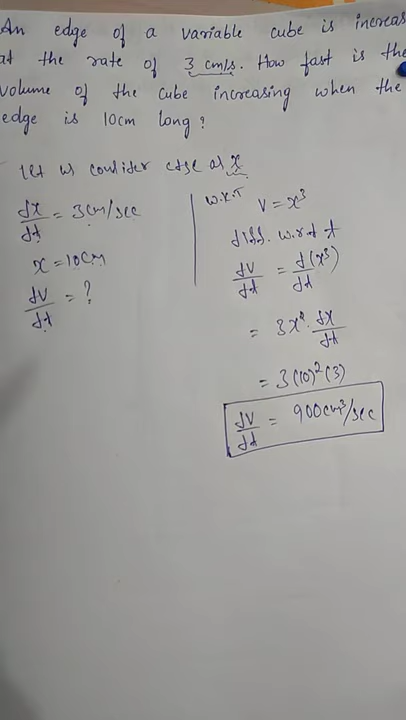 An edge of a variable cube is increas
at the rate of 3 cm/s. How fast is the
volume of the cube increasing when the
edge is 10cm long?
Let us consider edge as x
dx/dt = 3cm/sec
x = 10cm
dV/dt = ?
W.K.T V = x³
diff. w.r.t t
dV/dt = d(x³)/dt
= 3x² · dx/dt
= 3(10)²(3)
dV/dt = 900cm³/sec